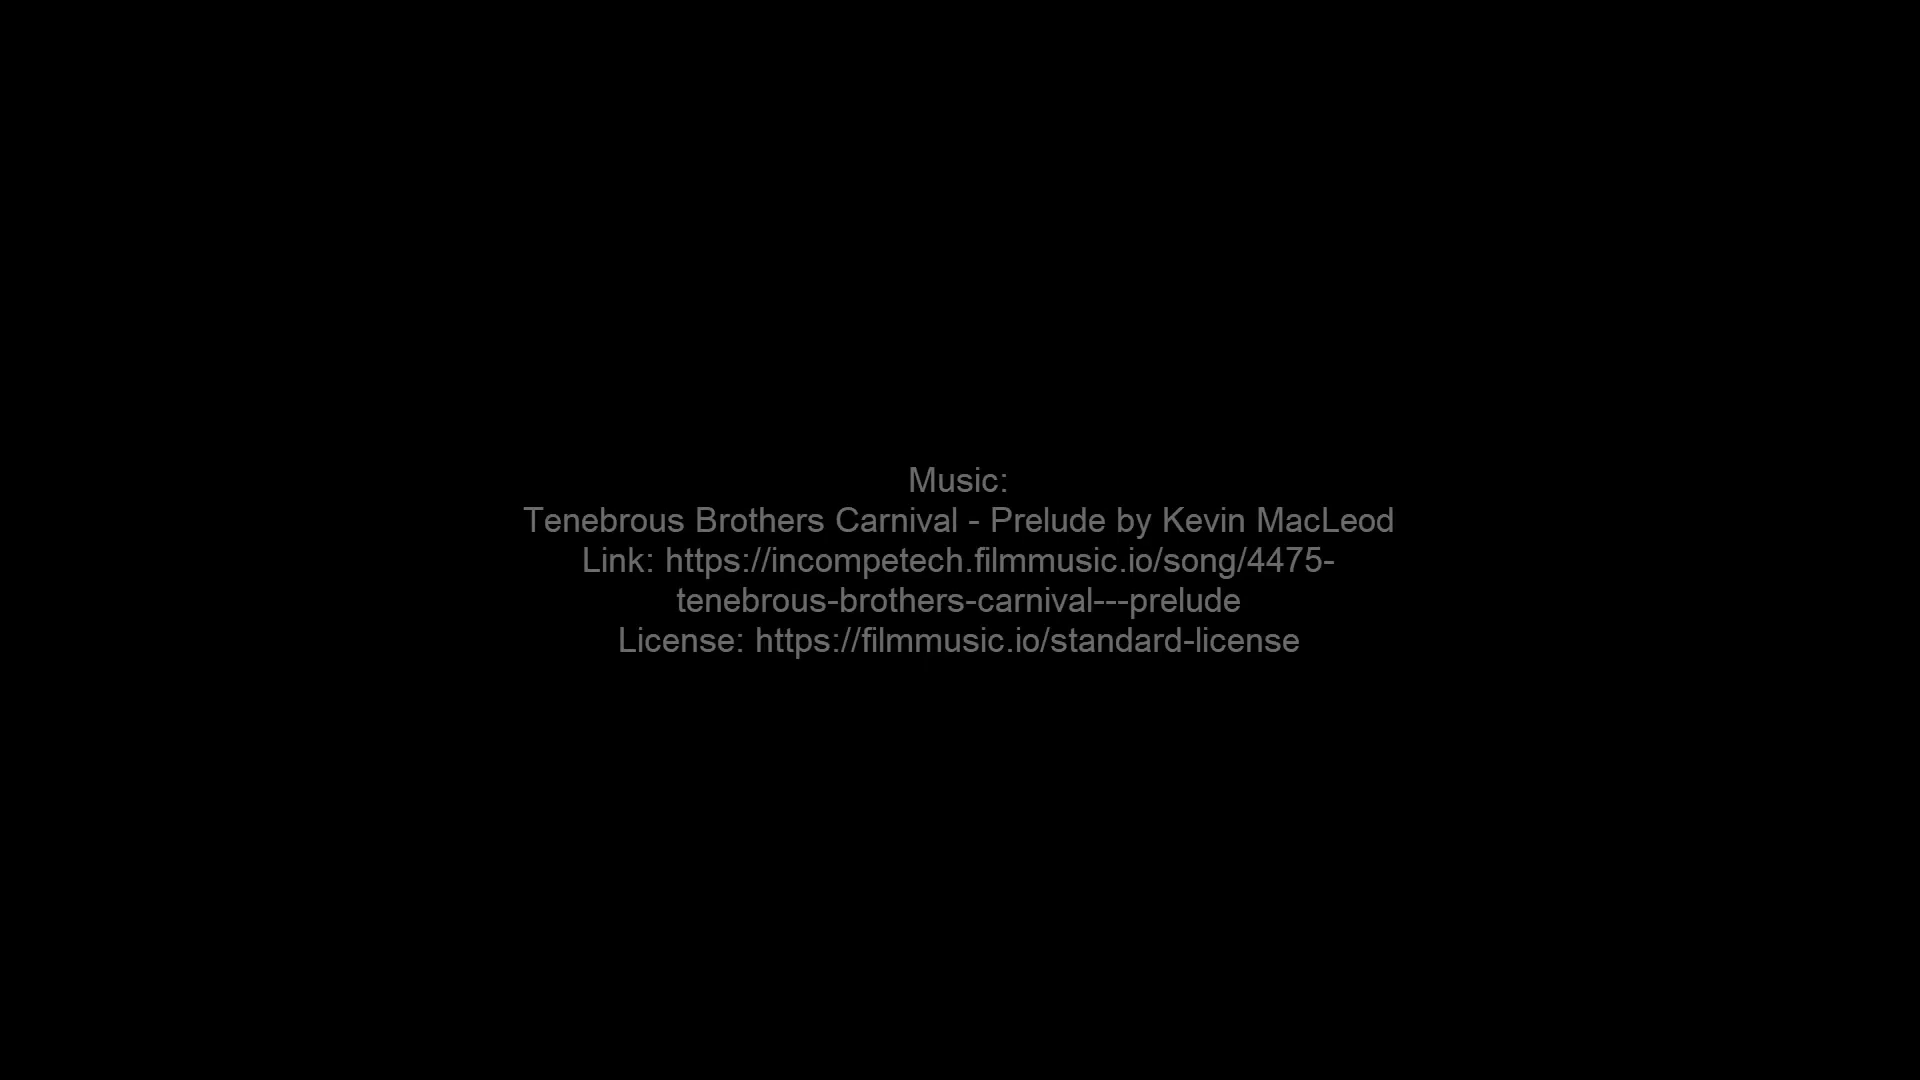 Music:
Tenebrous Brothers Carnival - Prelude by Kevin MacLeod
Link: https://incompetech.filmmusic.io/song/4475-
tenebrous-brothers-carnival---prelude
License: https://filmmusic.io/standard-license